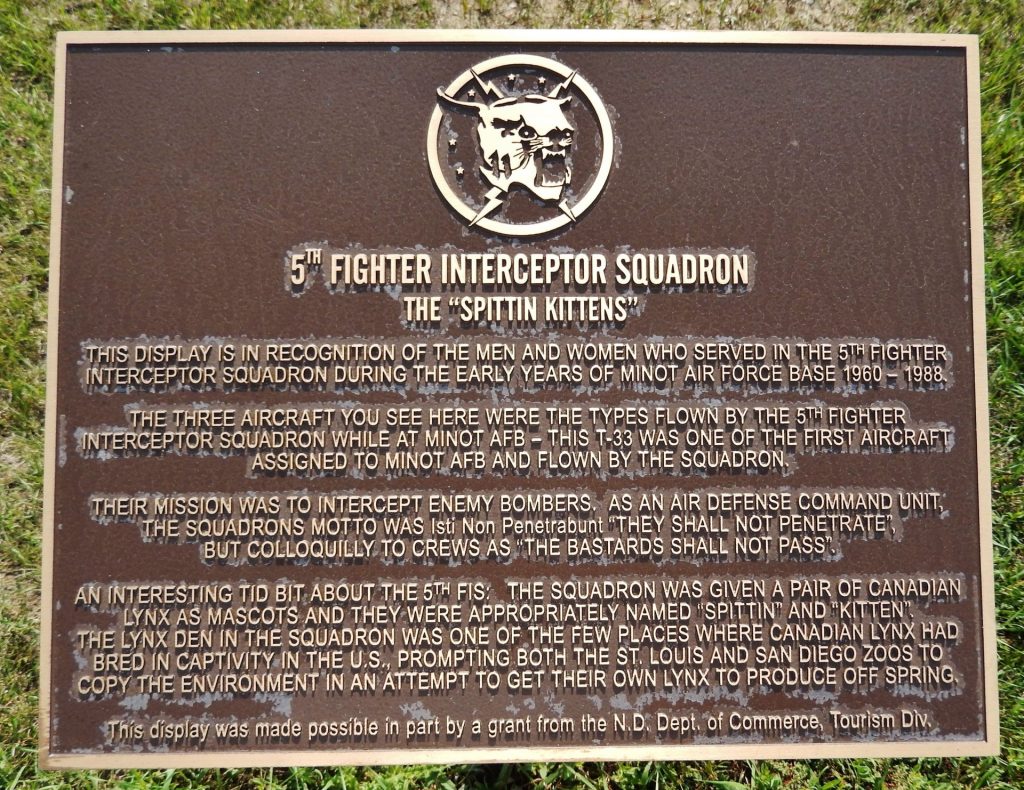 5TH FIGHTER INTERCEPTOR SQUADRON
THE "SPITTIN KITTENS"
THIS DISPLAY IS IN RECOGNITION OF THE MEN AND WOMEN WHO SERVED IN THE 5TH FIGHTER
INTERCEPTOR SQUADRON DURING THE EARLY YEARS OF MINOT AIR FORCE BASE 1960 – 1988.
THE THREE AIRCRAFT YOU SEE HERE WERE THE TYPES FLOWN BY THE 5TH FIGHTER
INTERCEPTOR SQUADRON WHILE AT MINOT AFB – THIS T-33 WAS ONE OF THE FIRST AIRCRAFT
ASSIGNED TO MINOT AFB AND FLOWN BY THE SQUADRON.
THEIR MISSION WAS TO INTERCEPT ENEMY BOMBERS. AS AN AIR DEFENSE COMMAND UNIT,
THE SQUADRONS MOTTO WAS Isti Non Penetrabunt "THEY SHALL NOT PENETRATE",
BUT COLLOQUILLY TO CREWS AS "THE BASTARDS SHALL NOT PASS".
AN INTERESTING TID BIT ABOUT THE 5TH FIS: THE SQUADRON WAS GIVEN A PAIR OF CANADIAN
LYNX AS MASCOTS AND THEY WERE APPROPRIATELY NAMED "SPITTIN" AND "KITTEN".
THE LYNX DEN IN THE SQUADRON WAS ONE OF THE FEW PLACES WHERE CANADIAN LYNX HAD
BRED IN CAPTIVITY IN THE U.S., PROMPTING BOTH THE ST. LOUIS AND SAN DIEGO ZOOS TO
COPY THE ENVIRONMENT IN AN ATTEMPT TO GET THEIR OWN LYNX TO PRODUCE OFF SPRING.
This display was made possible in part by a grant from the N.D. Dept. of Commerce, Tourism Div.